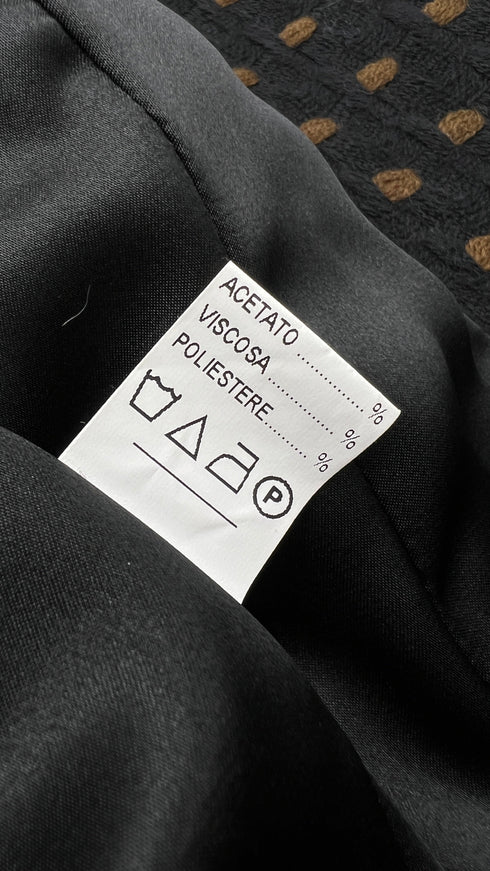 ACETATO ............... %
VISCOSA ............... %
POLIESTERE ......... %
P